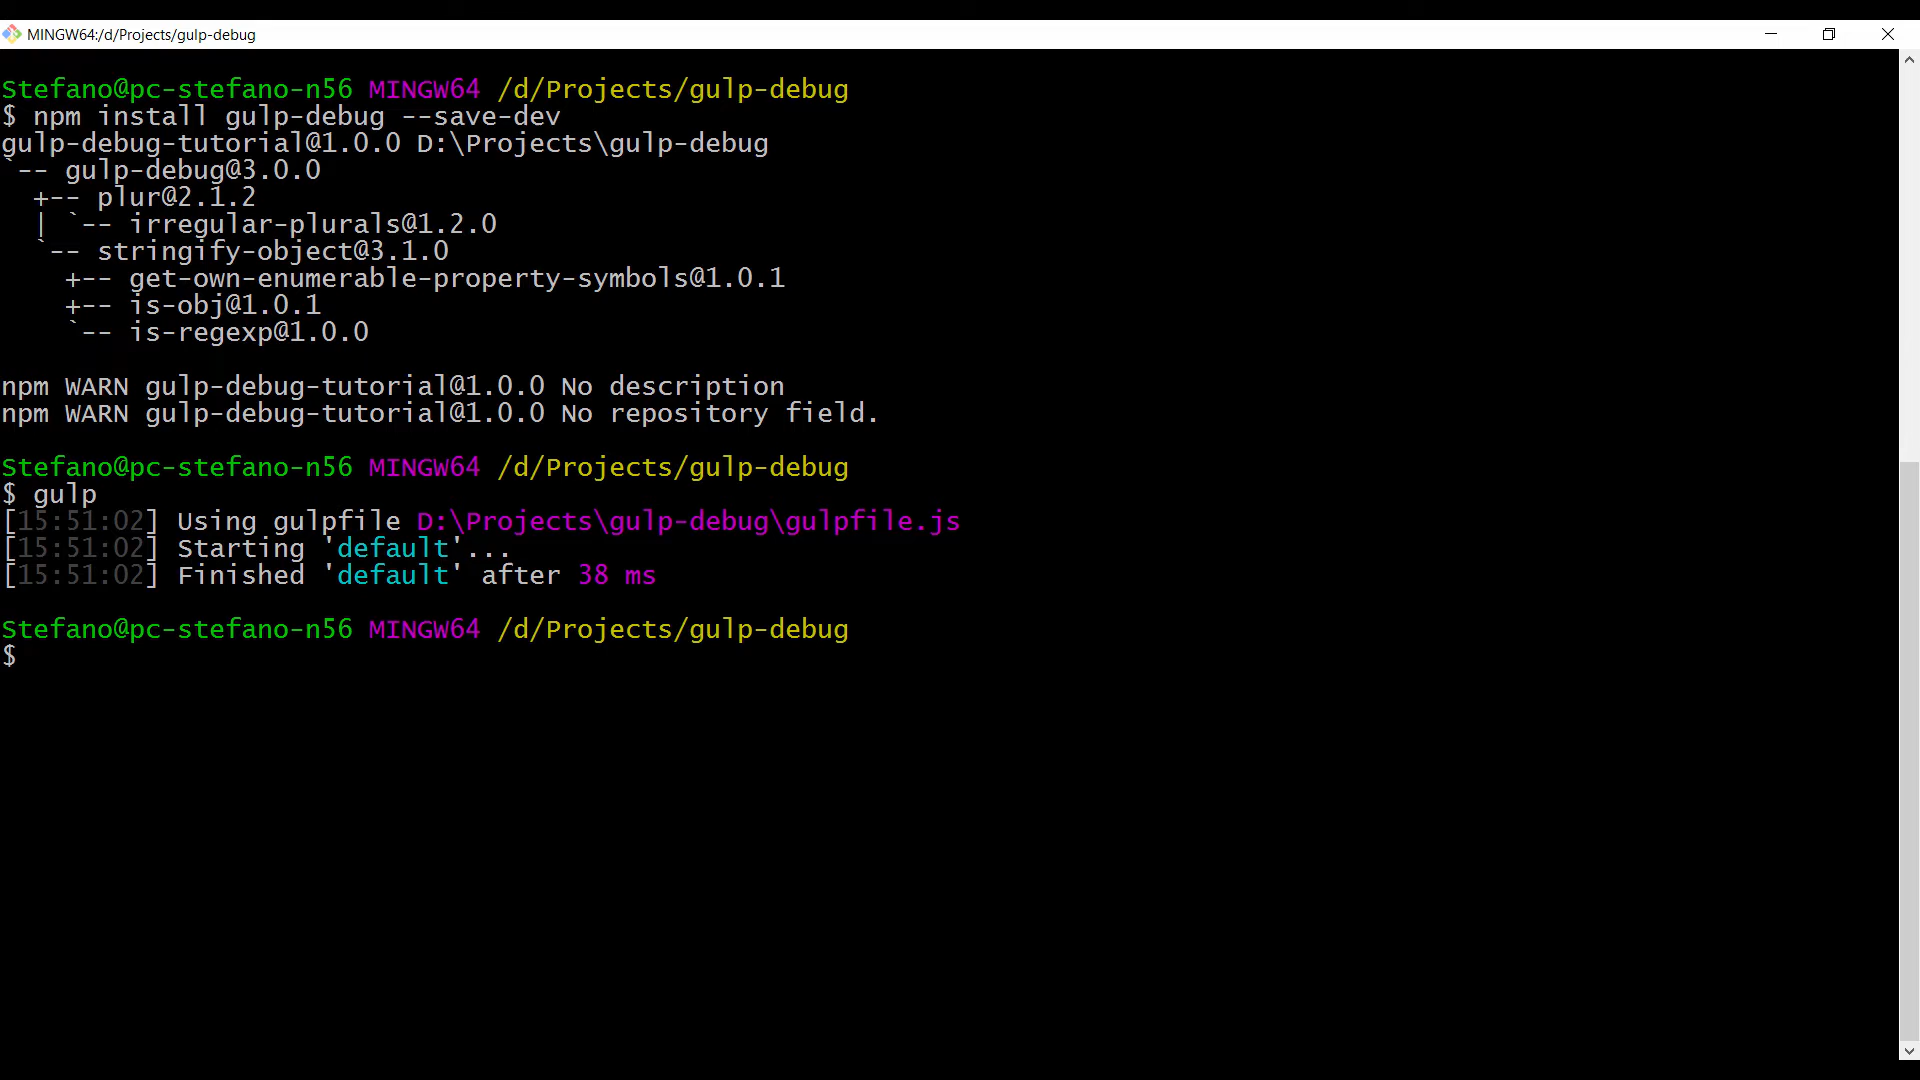 MINGW64:/d/Projects/gulp-debug
Stefano@pc-stefano-n56 MINGW64 /d/Projects/gulp-debug
$ npm install gulp-debug --save-dev
gulp-debug-tutorial@1.0.0 D:\Projects\gulp-debug
`-- gulp-debug@3.0.0
  +-- plur@2.1.2
  | `-- irregular-plurals@1.2.0
  `-- stringify-object@3.1.0
    +-- get-own-enumerable-property-symbols@1.0.1
    +-- is-obj@1.0.1
    `-- is-regexp@1.0.0
npm WARN gulp-debug-tutorial@1.0.0 No description
npm WARN gulp-debug-tutorial@1.0.0 No repository field.
Stefano@pc-stefano-n56 MINGW64 /d/Projects/gulp-debug
$ gulp
[15:51:02] Using gulpfile D:\Projects\gulp-debug\gulpfile.js
[15:51:02] Starting 'default'...
[15:51:02] Finished 'default' after 38 ms
Stefano@pc-stefano-n56 MINGW64 /d/Projects/gulp-debug
$